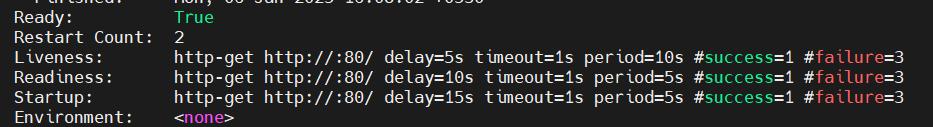 Ready:          True
Restart Count:  2
Liveness:       http-get http://:80/ delay=5s timeout=1s period=10s #success=1 #failure=3
Readiness:      http-get http://:80/ delay=10s timeout=1s period=5s #success=1 #failure=3
Startup:        http-get http://:80/ delay=15s timeout=1s period=5s #success=1 #failure=3
Environment:    <none>